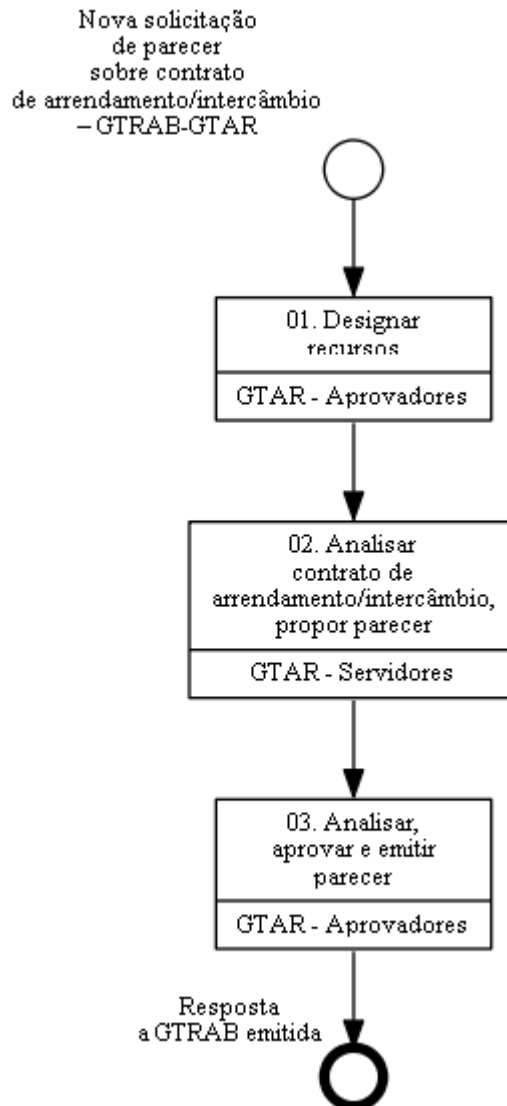 Nova solicitação
de parecer
sobre contrato
de arrendamento/intercâmbio
– GTRAB-GTAR
01. Designar
recursos
GTAR - Aprovadores
02. Analisar
contrato de
arrendamento/intercâmbio,
propor parecer
GTAR - Servidores
03. Analisar,
aprovar e emitir
parecer
GTAR - Aprovadores
Resposta
a GTRAB emitida